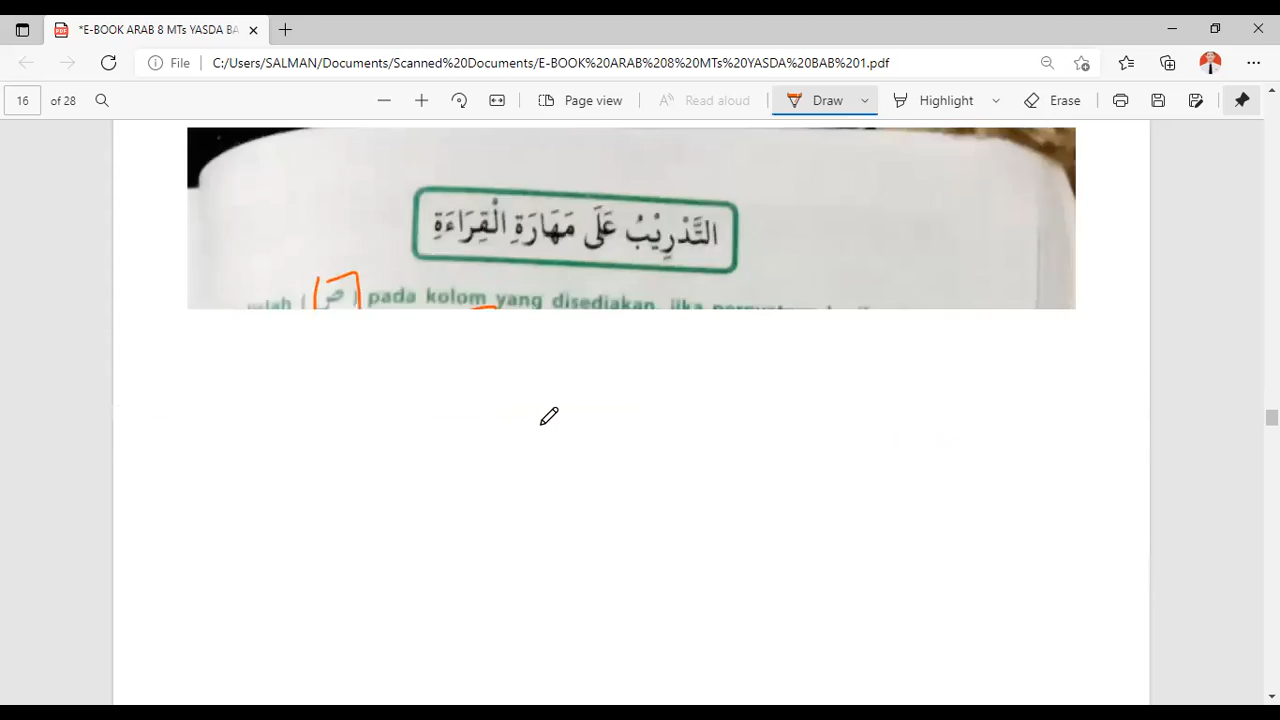 *E-BOOK ARAB 8 MTs YASDA BA
File C:/Users/SALMAN/Documents/Scanned%20Documents/E-BOOK%20ARAB%208%20MTs%20YASDA%20BAB%201.pdf
16 of 28 Page view Read aloud Draw Highlight Erase
التَّدْرِيْبُ عَلَى مَهَارَةِ الْقِرَاءَةِ
( ص ) pada kolom yang disediakan, jika